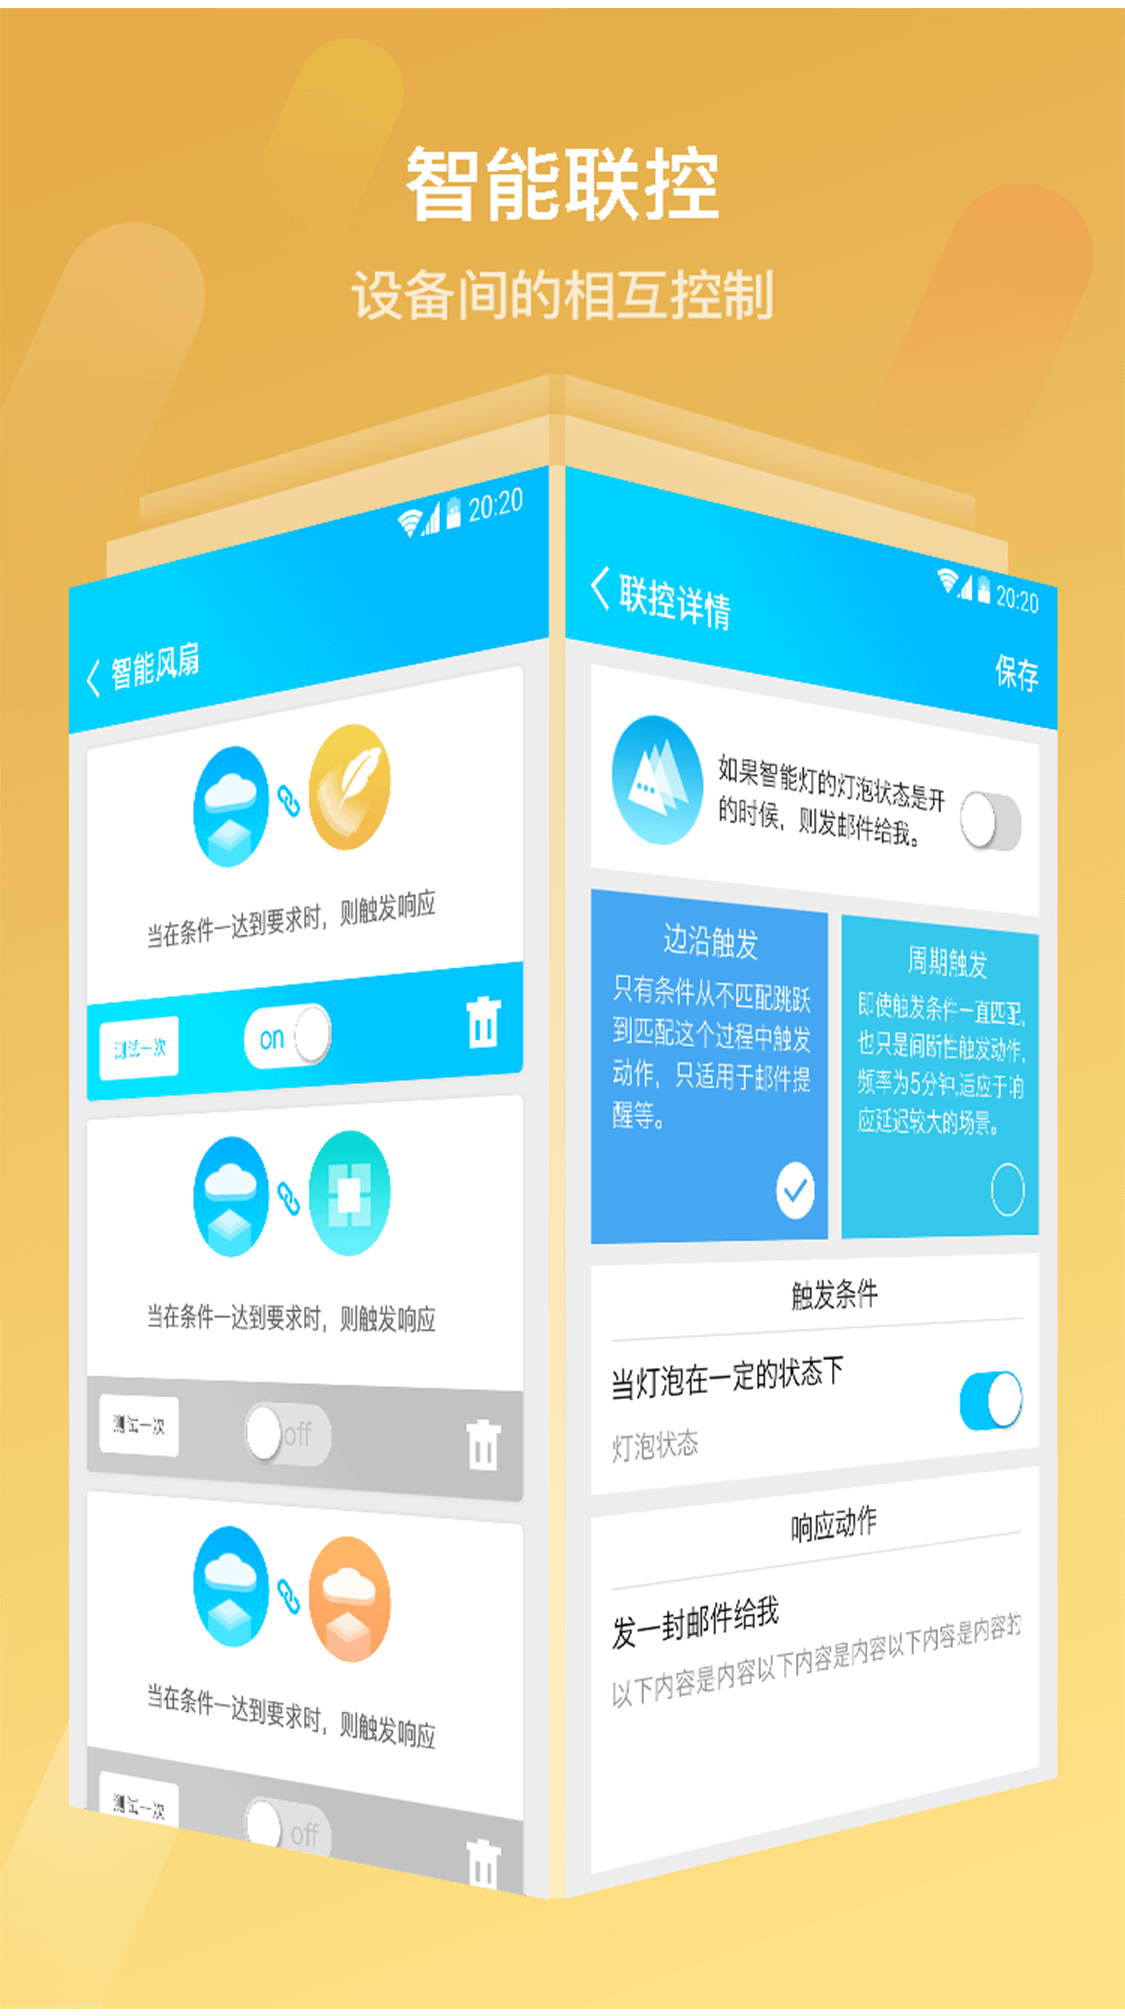 智能联控
设备间的相互控制
20:20
智能风扇
当在条件一达到要求时，则触发响应
测试一次
on
当在条件一达到要求时，则触发响应
测试一次
off
当在条件一达到要求时，则触发响应
测试一次
off
20:20
联控详情
保存
如果智能灯的灯泡状态是开
的时候，则发邮件给我。
边沿触发
只有条件从不匹配跳跃
到匹配这个过程中触发
动作，只适用于邮件提
醒等。
周期触发
即使触发条件一直匹配,
也只是间断性触发动作,
频率为5分钟,适应于响
应延迟较大的场景。
触发条件
当灯泡在一定的状态下
灯泡状态
响应动作
发一封邮件给我
以下内容是内容以下内容是内容以下内容是内容的